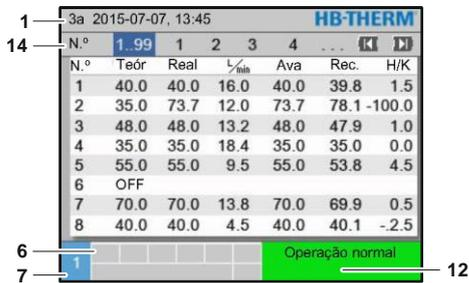 1 3a 2015-07-07, 13:45 HB-THERM
14 N.º 1..99 1 2 3 4 ...
N.º Teór Real L/min Ava Rec. H/K
1 40.0 40.0 16.0 40.0 39.8 1.5
2 35.0 73.7 12.0 73.7 78.1 -100.0
3 48.0 48.0 13.2 48.0 47.9 1.0
4 35.0 35.0 18.4 35.0 35.0 0.0
5 55.0 55.0 9.5 55.0 53.8 4.5
6 OFF
7 70.0 70.0 13.8 70.0 69.9 0.5
8 40.0 40.0 4.5 40.0 40.1 -.2.5
6 Operação normal
7 1 12